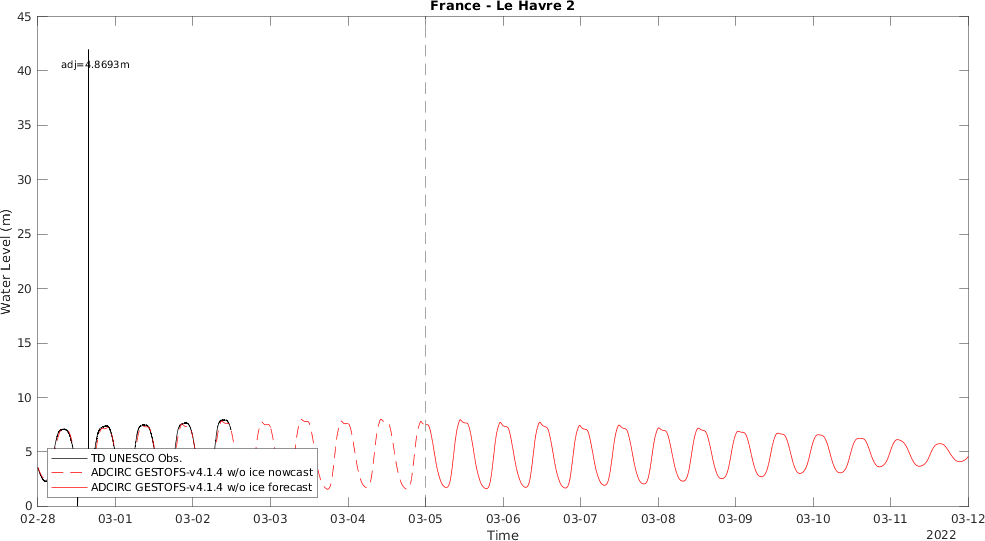 France - Le Havre 2
45
40
35
30
25
20
15
10
5
0
Water Level (m)
adj=4.8693m
TD UNESCO Obs.
ADCIRC GESTOFS-v4.1.4 w/o ice nowcast
ADCIRC GESTOFS-v4.1.4 w/o ice forecast
02-28 03-01 03-02 03-03 03-04 03-05 03-06 03-07 03-08 03-09 03-10 03-11 03-12
Time
2022